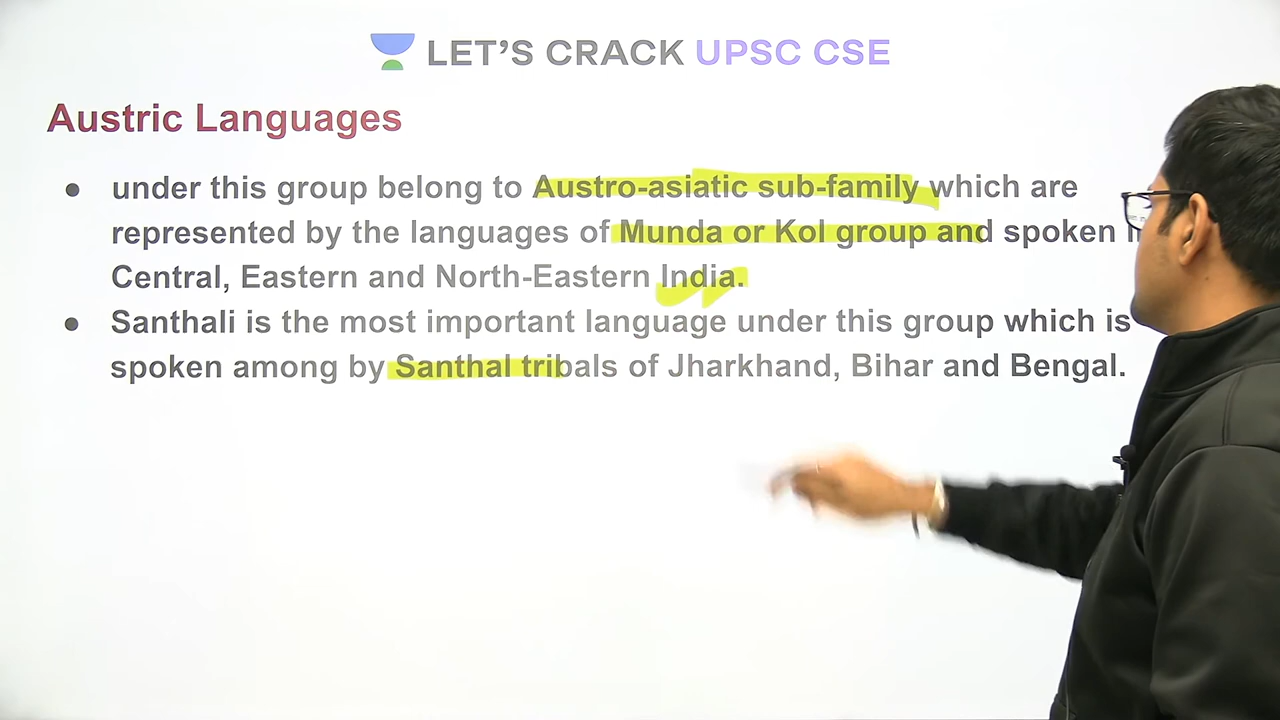 LET'S CRACK UPSC CSE
Austric Languages
● under this group belong to Austro-asiatic sub-family which are
represented by the languages of Munda or Kol group and spoken
Central, Eastern and North-Eastern India.
● Santhali is the most important language under this group which is
spoken among by Santhal tribals of Jharkhand, Bihar and Bengal.